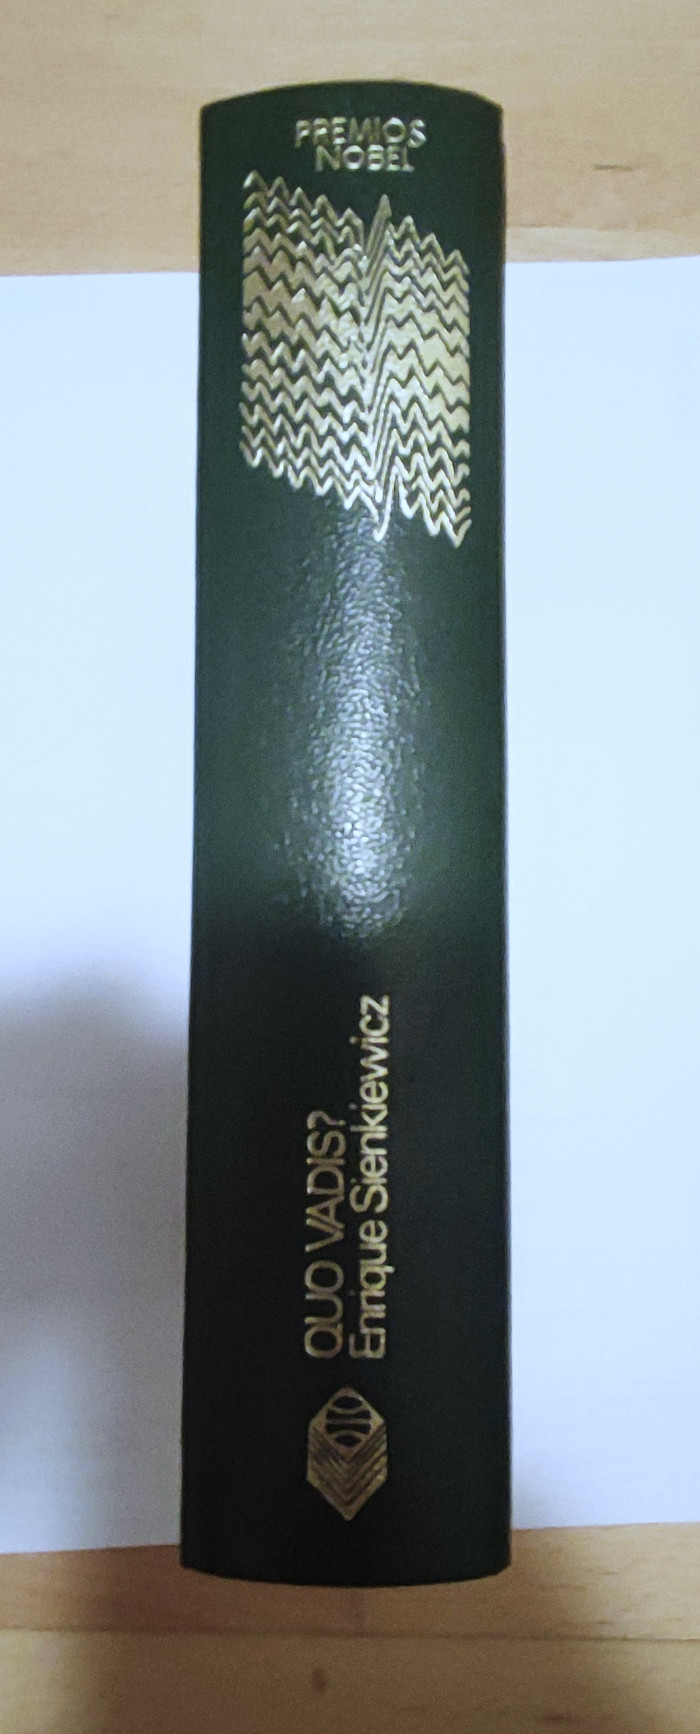 PREMIOS
NOBEL
QUO VADIS?
Enrique Sienkiewicz